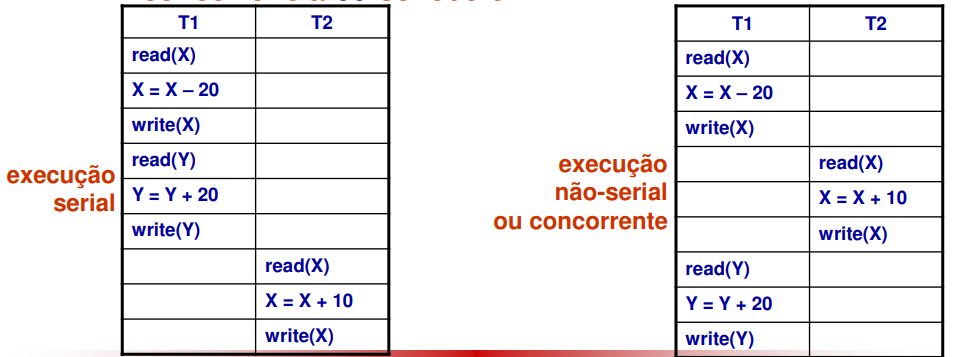 T1 T2
read(X)
X = X – 20
write(X)
read(Y)
Y = Y + 20
write(Y)
read(X)
X = X + 10
write(X)
execução
serial
T1 T2
read(X)
X = X – 20
write(X)
read(X)
X = X + 10
write(X)
read(Y)
Y = Y + 20
write(Y)
execução
não-serial
ou concorrente